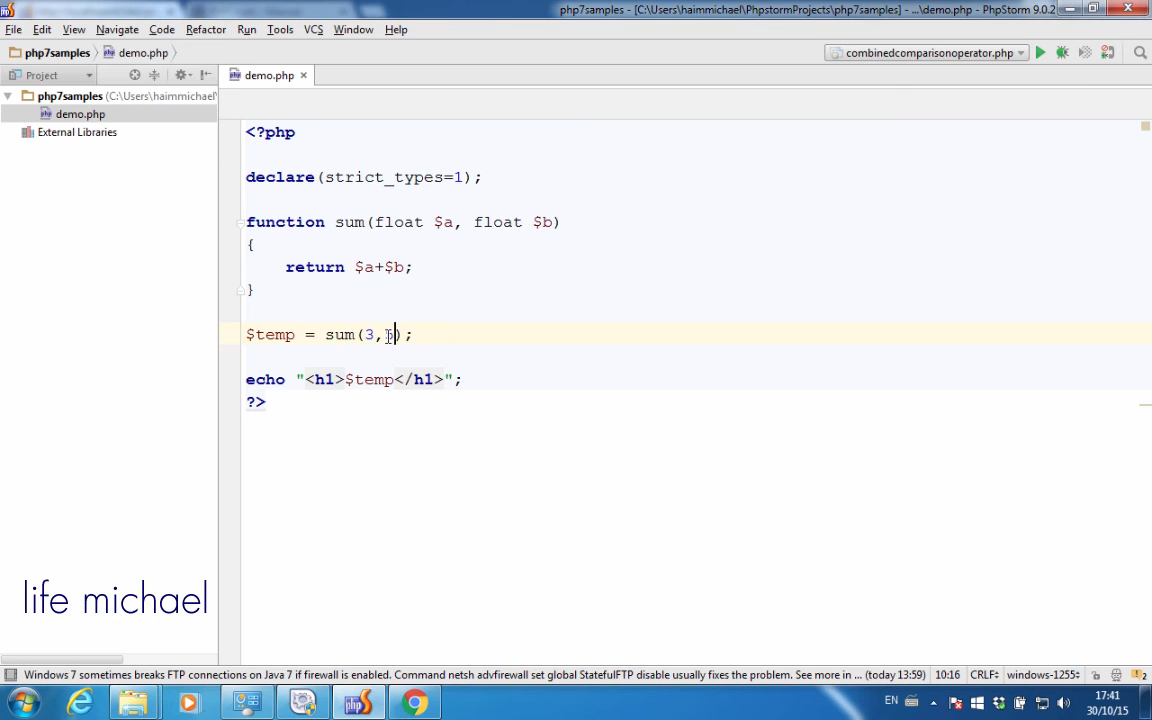 php7samples - [C:\Users\haimmichael\PhpstormProjects\php7samples] - ...\demo.php - PhpStorm 9.0.2
File Edit View Navigate Code Refactor Run Tools VCS Window Help
php7samples demo.php combinedcomparisonoperator.php
Project demo.php
php7samples (C:\Users\haimmichael\
demo.php
External Libraries
<?php
declare(strict_types=1);
function sum(float $a, float $b)
{
return $a+$b;
}
$temp = sum(3, );
echo "<h1>$temp</h1>";
?>
life michael
Windows 7 sometimes breaks FTP connections on Java 7 if firewall is enabled. Command netsh advfirewall set global StatefulFTP disable usually fixes the problem. See more in ... (today 13:59) 10:16 CRLF windows-1255 2
EN 17:41
30/10/15